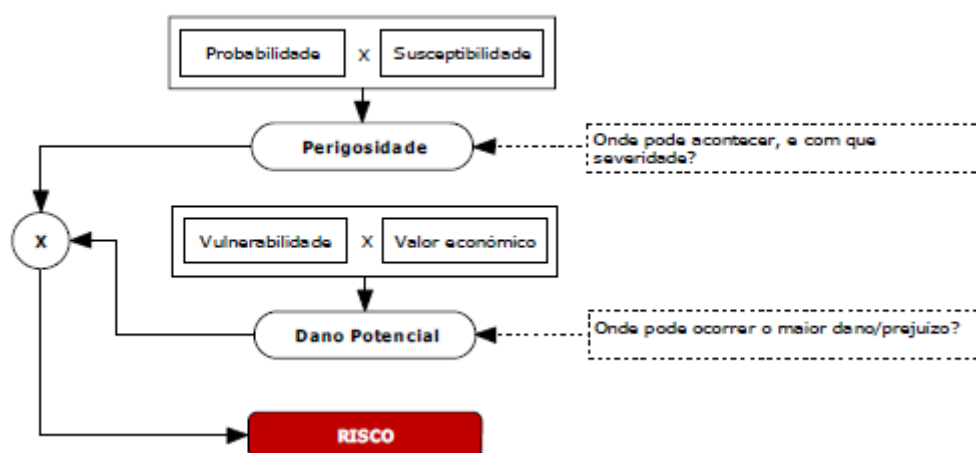 Probabilidade X Susceptibilidade
Perigosidade
Onde pode acontecer, e com que
severidade?
X
Vulnerabilidade X Valor económico
Dano Potencial
Onde pode ocorrer o maior dano/prejuízo?
RISCO